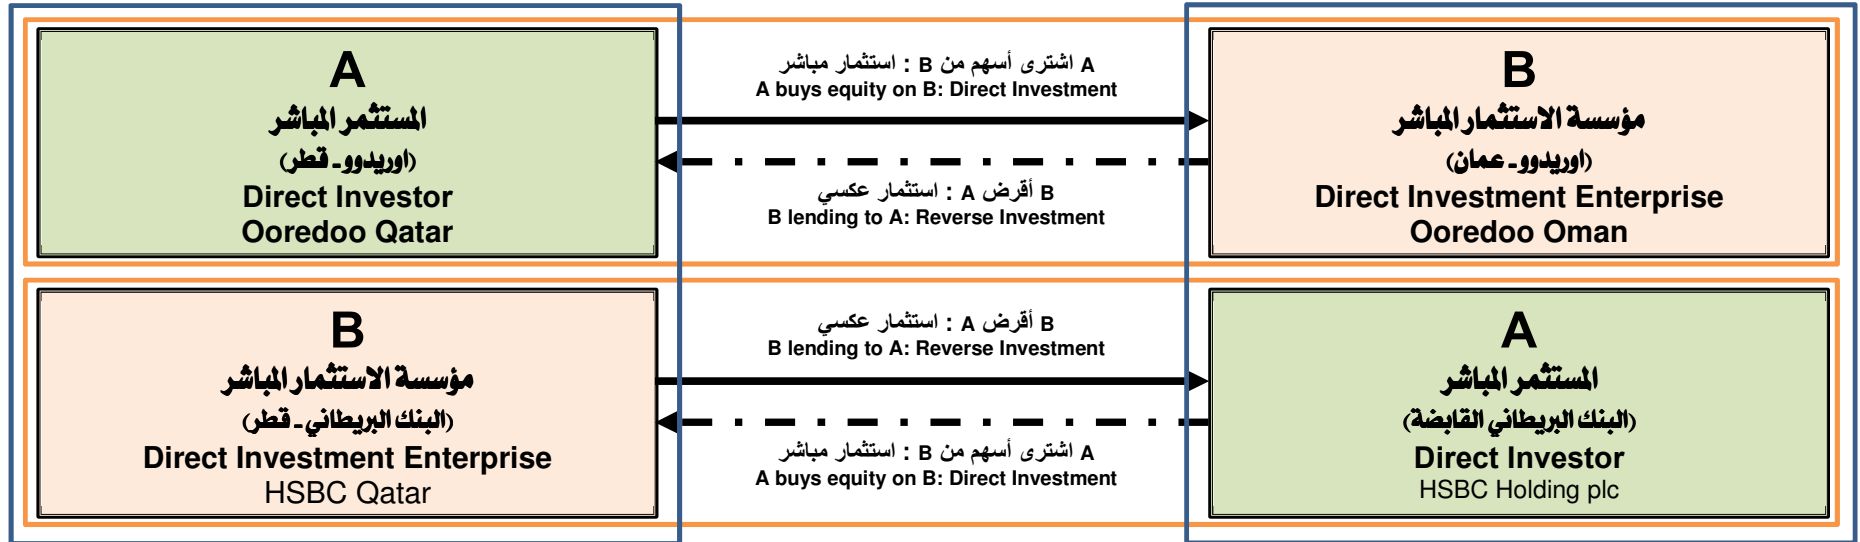 A
المستثمر المباشر
(اوريدوو - قطر)
Direct Investor
Ooredoo Qatar
A اشترى أسهم من B : استثمار مباشر
A buys equity on B: Direct Investment
B أقرض A : استثمار عكسي
B lending to A: Reverse Investment
B
مؤسسة الاستثمار المباشر
(اوريدوو - عمان)
Direct Investment Enterprise
Ooredoo Oman
B
مؤسسة الاستثمار المباشر
(البنك البريطاني - قطر)
Direct Investment Enterprise
HSBC Qatar
B أقرض A : استثمار عكسي
B lending to A: Reverse Investment
A اشترى أسهم من B : استثمار مباشر
A buys equity on B: Direct Investment
A
المستثمر المباشر
(البنك البريطاني القابضة)
Direct Investor
HSBC Holding plc